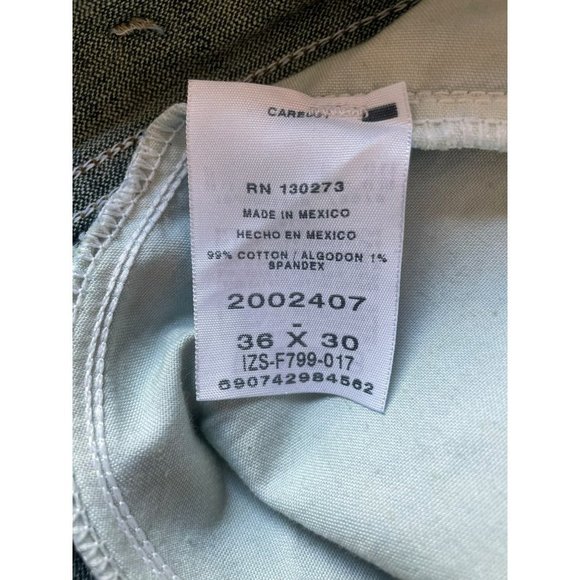 RN 130273
MADE IN MEXICO
HECHO EN MEXICO
99% COTTON / ALGODON 1%
SPANDEX
2002407
-
36 X 30
IZS-F799-017
690742984562